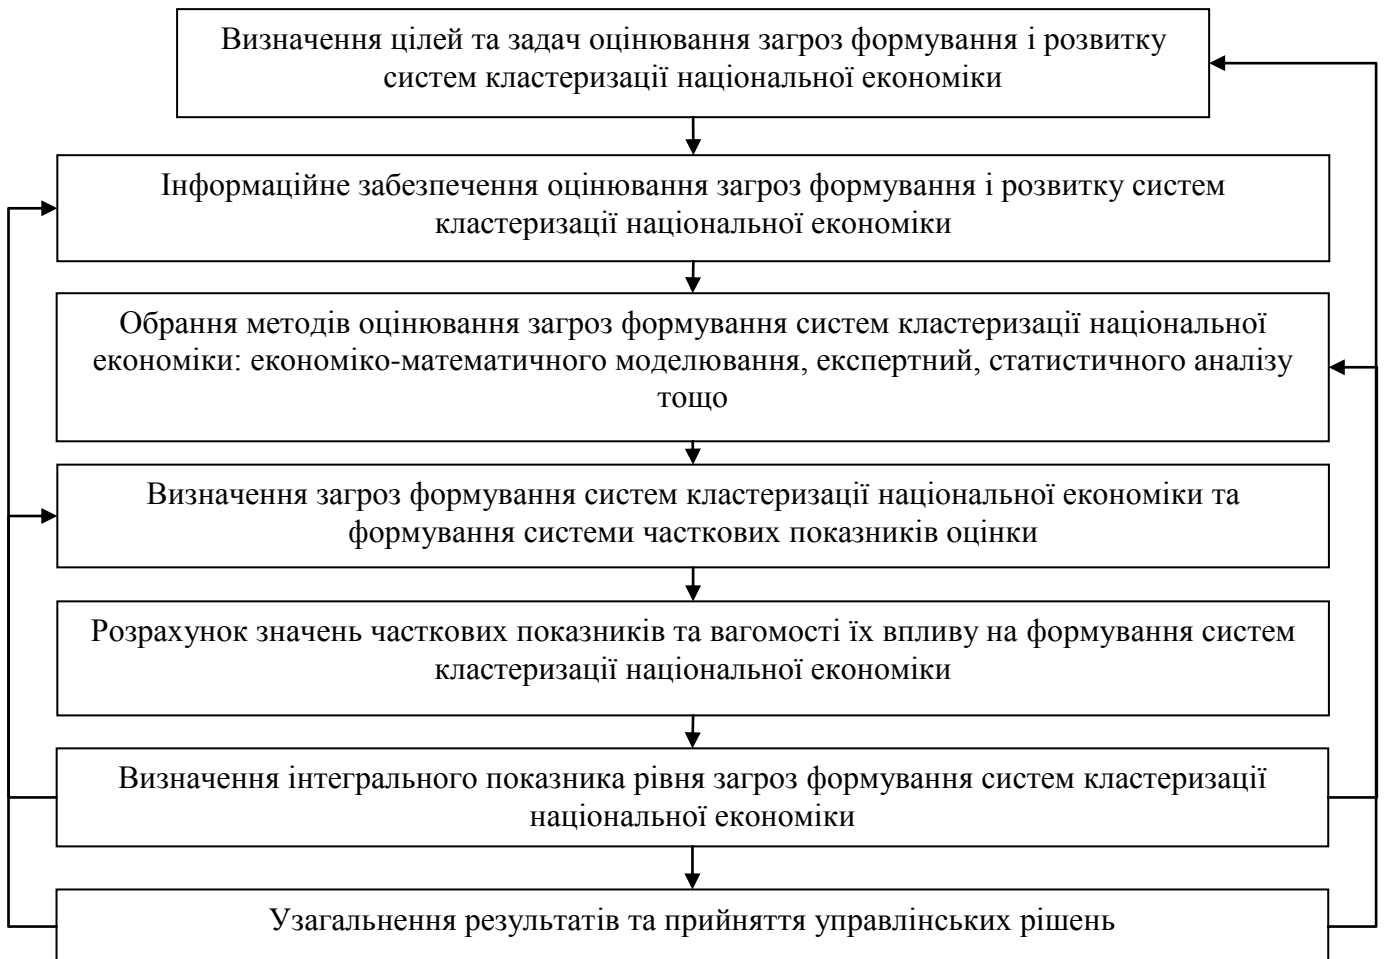 Визначення цілей та задач оцінювання загроз формування і розвитку
систем кластеризації національної економіки
Інформаційне забезпечення оцінювання загроз формування і розвитку систем
кластеризації національної економіки
Обрання методів оцінювання загроз формування систем кластеризації національної
економіки: економіко-математичного моделювання, експертний, статистичного аналізу
тощо
Визначення загроз формування систем кластеризації національної економіки та
формування системи часткових показників оцінки
Розрахунок значень часткових показників та вагомості їх впливу на формування систем
кластеризації національної економіки
Визначення інтегрального показника рівня загроз формування систем кластеризації
національної економіки
Узагальнення результатів та прийняття управлінських рішень